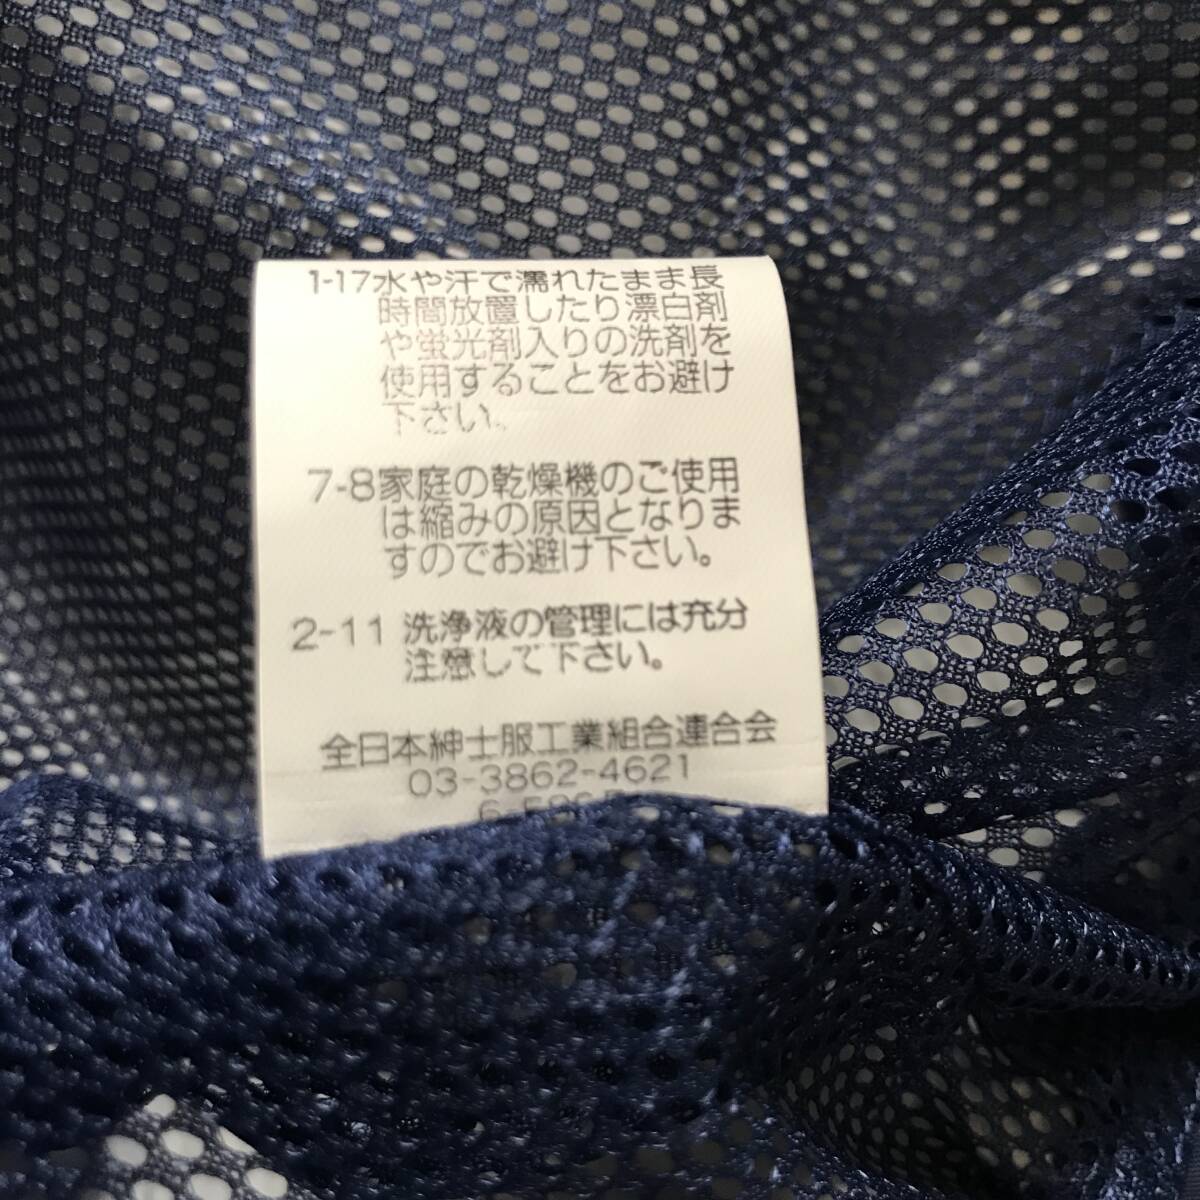 1-17水や汗で濡れたまま長
時間放置したり漂白剤
や蛍光剤入りの洗剤を
使用することをお避け
下さい。
7-8家庭の乾燥機のご使用
は縮みの原因となりま
すのでお避け下さい。
2-11 洗浄液の管理には充分
注意して下さい。
全日本紳士服工業組合連合会
03-3862-4621